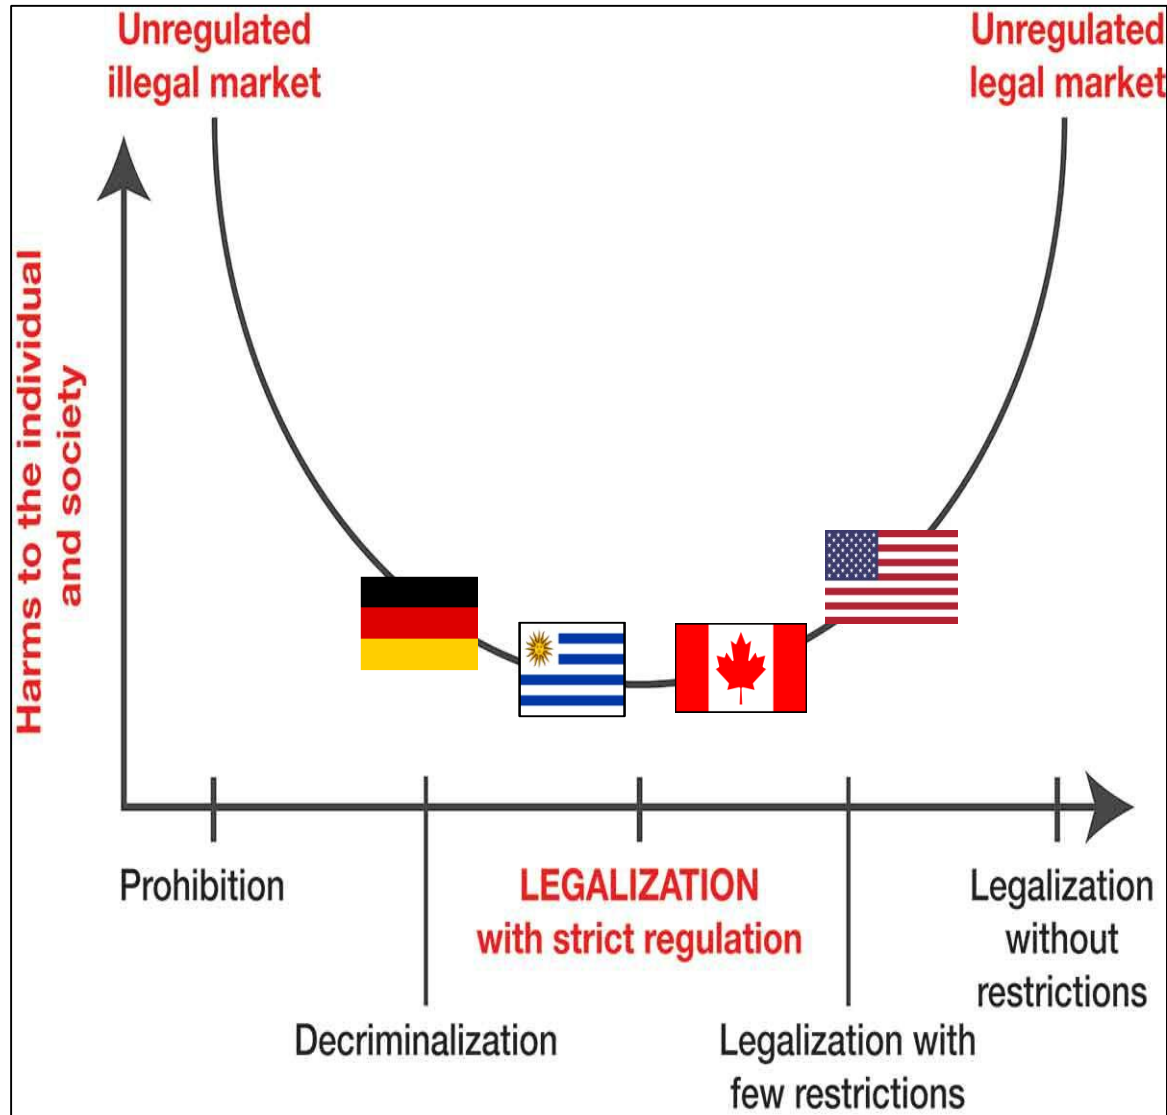 Unregulated
illegal market
Unregulated
legal market
Harms to the individual
and society
Prohibition
LEGALIZATION
with strict regulation
Legalization
without
restrictions
Decriminalization
Legalization with
few restrictions